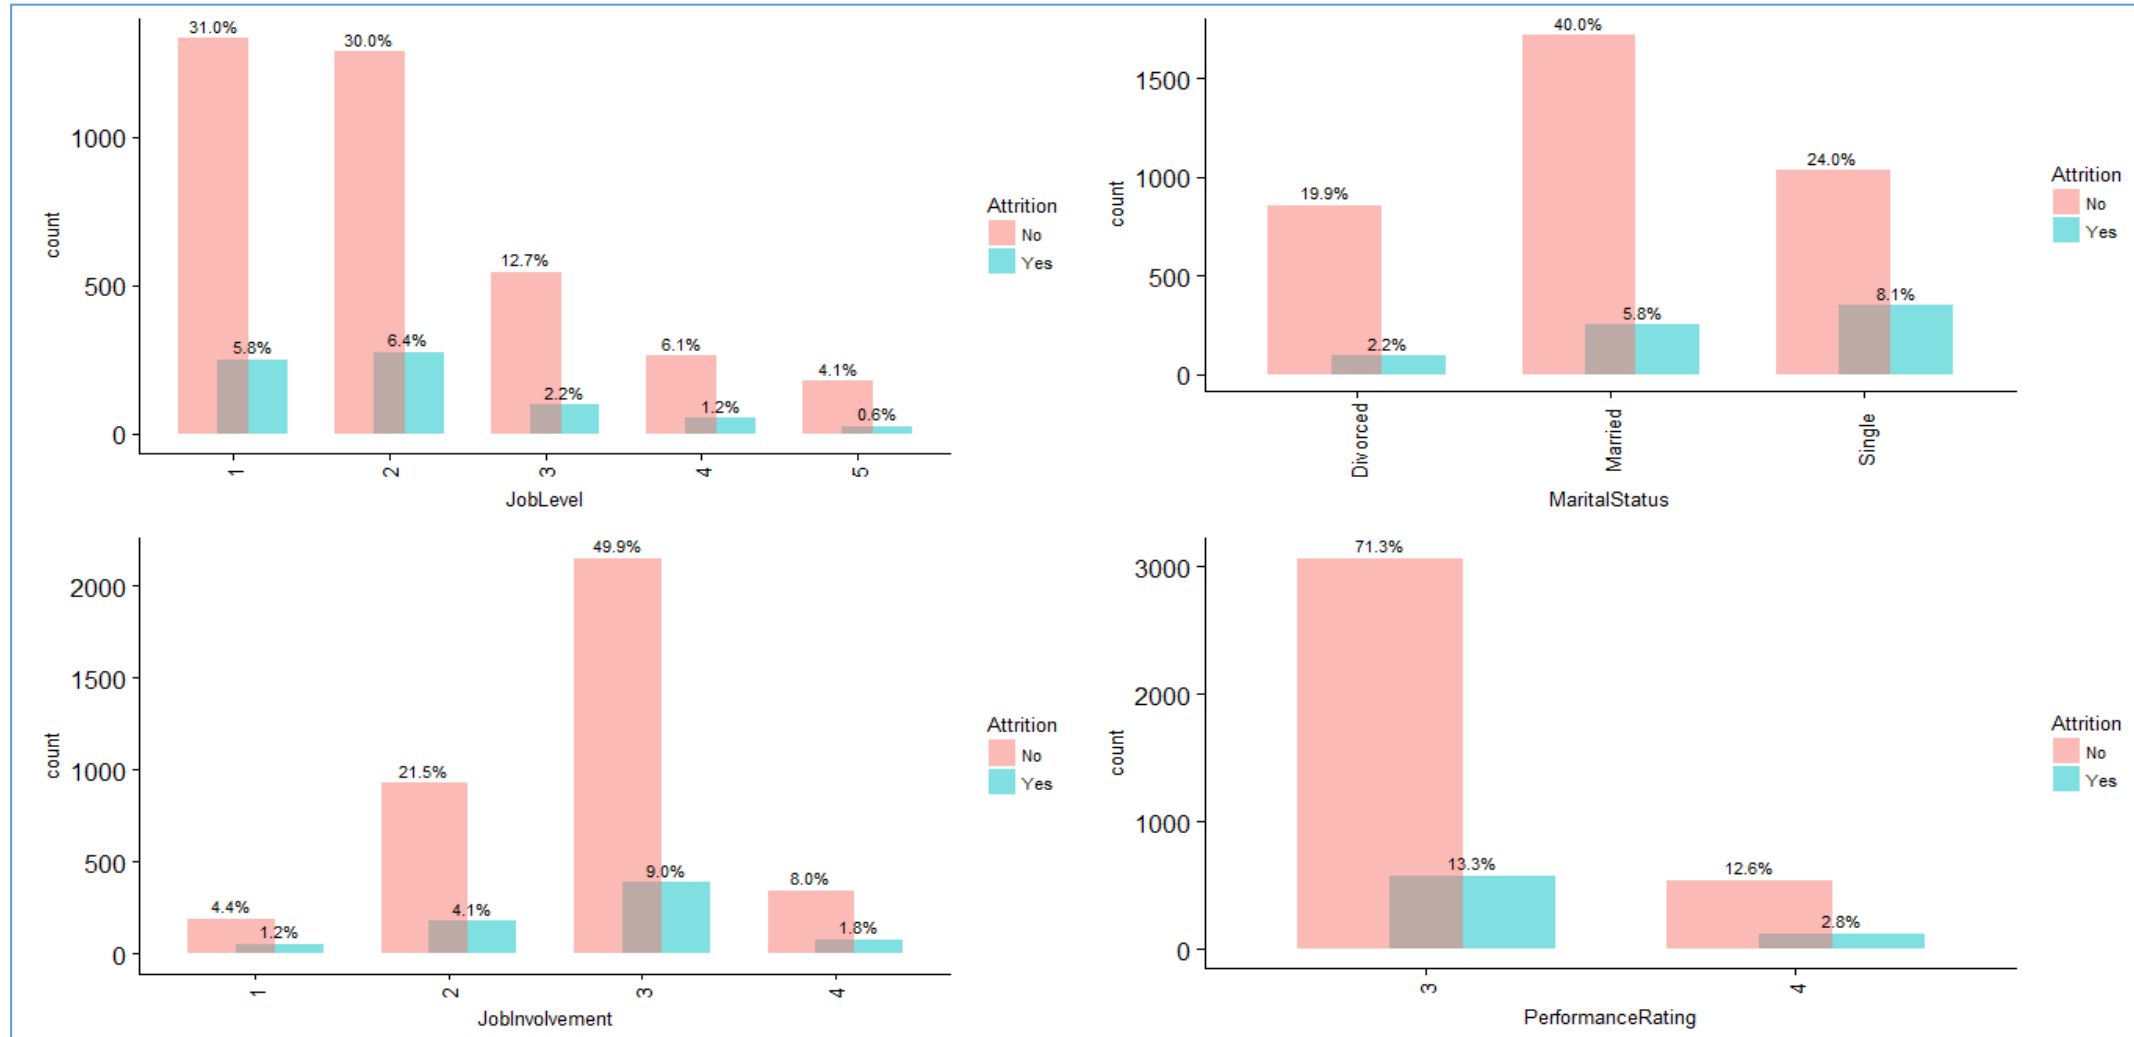 31.0%
30.0%
12.7%
6.1%
4.1%
5.8%
6.4%
2.2%
1.2%
0.6%
1000
500
0
count
1
2
3
4
5
JobLevel
Attrition
No
Yes
40.0%
24.0%
19.9%
8.1%
5.8%
2.2%
1500
1000
500
0
count
Divorced
Married
Single
MaritalStatus
Attrition
No
Yes
49.9%
21.5%
9.0%
8.0%
4.4%
4.1%
1.8%
1.2%
2000
1500
1000
500
0
count
1
2
3
4
JobInvolvement
Attrition
No
Yes
71.3%
13.3%
12.6%
2.8%
3000
2000
1000
0
count
3
4
PerformanceRating
Attrition
No
Yes